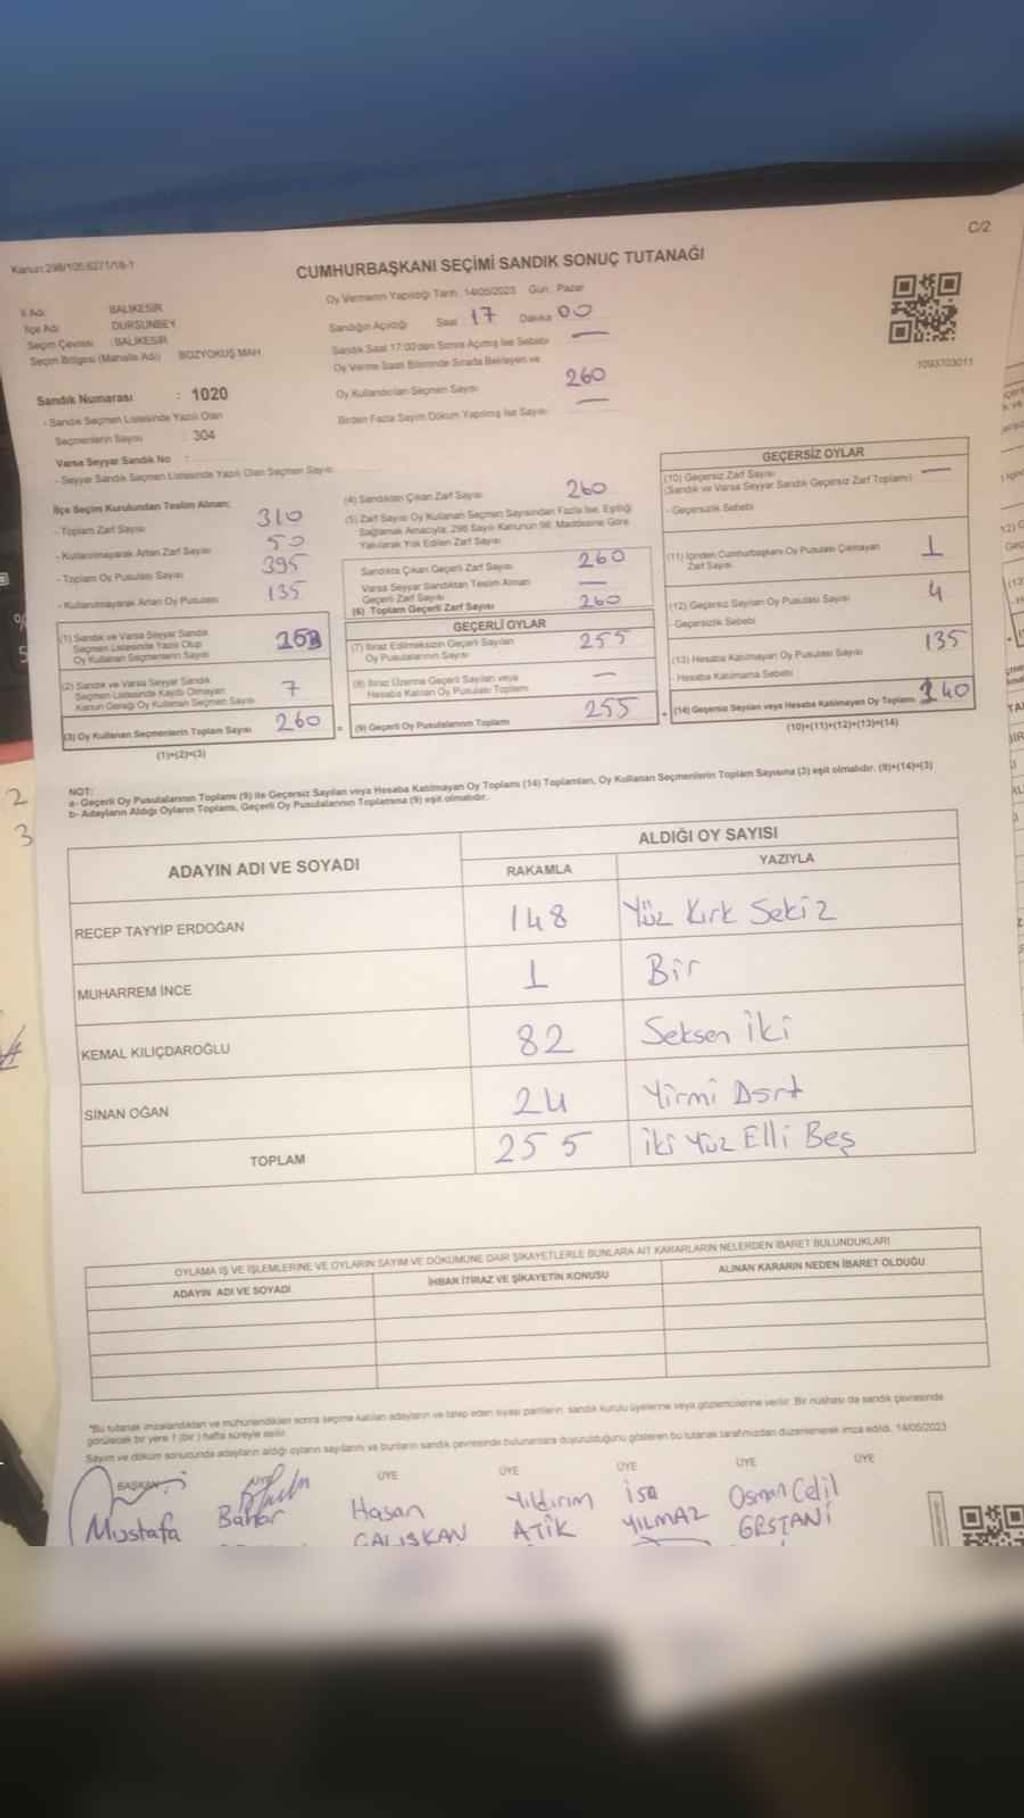 C/2
Kanun:298/105;6271/18-1
CUMHURBAŞKANI SEÇİMİ SANDIK SONUÇ TUTANAĞI
İl Adı : BALIKESİR
İlçe Adı : DURSUNBEY
Seçim Çevresi : BALIKESİR
Seçim Bölgesi (Mahalle Adı) : BOZYOKUŞ MAH.
Oy Vermenin Yapıldığı Tarih : 14/05/2023 Gün : Pazar
Sandığın Açıldığı Saat 17 Dakika 00
Sandık Saat 17:00'den Sonra Açılmış İse Sebebi —
Oy Verme Saati Bitiminde Sırada Bekleyen ve
Oy Kullandırılan Seçmen Sayısı 260
Birden Fazla Sayım Döküm Yapılmış İse Sayısı —
1093703011
Sandık Numarası : 1020
- Sandık Seçmen Listesinde Yazılı Olan
Seçmenlerin Sayısı : 304
Varsa Seyyar Sandık No :
- Seyyar Sandık Seçmen Listesinde Yazılı Olan Seçmen Sayısı:
İlçe Seçim Kurulundan Teslim Alınan;
- Toplam Zarf Sayısı 310
- Kullanılmayarak Artan Zarf Sayısı 50
- Toplam Oy Pusulası Sayısı 395
- Kullanılmayarak Artan Oy Pusulası 135
(1) Sandık ve Varsa Seyyar Sandık
Seçmen Listesinde Yazılı Olup
Oy Kullanan Seçmenlerin Sayısı
(2) Sandık ve Varsa Seyyar Sandık
Seçmen Listesinde Kayıtlı Olmayan
Kanun Gereği Oy Kullanan Seçmen Sayısı 7
(3) Oy Kullanan Seçmenlerin Toplam Sayısı 260
(1)+(2)=(3)
(4) Sandıktan Çıkan Zarf Sayısı 260
(5) Zarf Sayısı Oy Kullanan Seçmen Sayısından Fazla İse, Eşitliği
Sağlamak Amacıyla; 298 Sayılı Kanunun 98. Maddesine Göre
Yakılarak Yok Edilen Zarf Sayısı
Sandıkta Çıkan Geçerli Zarf Sayısı 260
Varsa Seyyar Sandıktan Teslim Alınan
Geçerli Zarf Sayısı —
(6) Toplam Geçerli Zarf Sayısı 260
GEÇERLİ OYLAR
(7) İtiraz Edilmeksizin Geçerli Sayılan
Oy Pusulalarının Sayısı 255
(8) İtiraz Üzerine Geçerli Sayılan veya
Hesaba Katılan Oy Pusulası Toplamı —
= (9) Geçerli Oy Pusulalarının Toplamı 255
GEÇERSİZ OYLAR
(10) Geçersiz Zarf Sayısı
(Sandık ve Varsa Seyyar Sandık Geçersiz Zarf Toplamı) —
- Geçersizlik Sebebi
(11) İçinden Cumhurbaşkanı Oy Pusulası Çıkmayan
Zarf Sayısı 1
(12) Geçersiz Sayılan Oy Pusulası Sayısı 4
- Geçersizlik Sebebi
(13) Hesaba Katılmayan Oy Pusulası Sayısı 135
- Hesaba Katılmama Sebebi
+ (14) Geçersiz Sayılan veya Hesaba Katılmayan Oy Toplamı 140
(10)+(11)+(12)+(13)=(14)
NOT:
a- Geçerli Oy Pusulalarının Toplamı (9) ile Geçersiz Sayılan veya Hesaba Katılmayan Oy Toplamı (14) Toplamları, Oy Kullanan Seçmenlerin Toplam Sayısına (3) eşit olmalıdır. (9)+(14)=(3)
b- Adayların Aldığı Oyların Toplamı, Geçerli Oy Pusulalarının Toplamına (9) eşit olmalıdır.
ADAYIN ADI VE SOYADI
ALDIĞI OY SAYISI
RAKAMLA YAZIYLA
RECEP TAYYİP ERDOĞAN 148 Yüz Kırk Sekiz
MUHARREM İNCE 1 Bir
KEMAL KILIÇDAROĞLU 82 Seksen iki
SİNAN OĞAN 24 Yirmi Dört
TOPLAM 255 iki Yüz Elli Beş
OYLAMA İŞ VE İŞLEMLERİNE VE OYLARIN SAYIM VE DÖKÜMÜNE DAİR ŞİKAYETLERLE BUNLARA AİT KARARLARIN NELERDEN İBARET BULUNDUKLARI
ADAYIN ADI VE SOYADI İHBAR İTİRAZ VE ŞİKAYETİN KONUSU ALINAN KARARIN NEDEN İBARET OLDUĞU
"Bu tutanak imzalandıktan ve mühürlendikten sonra seçime katılan adayların ve talep eden siyasi partilerin sandık kurulu üyelerine veya gözlemcilerine verilir. Bir nüshası da sandık çevresinde
görülecek bir yere 1 (bir ) hafta süreyle asılır.
Sayım ve döküm sonucunda adayların aldığı oyların sayılarını ve bunların sandık çevresinde bulunanlara duyurulduğunu gösteren bu tutanak tarafımızdan düzenlenerek imza edildi. 14/05/2023
BAŞKAN ÜYE ÜYE ÜYE ÜYE ÜYE ÜYE
Mustafa Bahar Hasan Yıldırım isa Osman Celil
ÇALIŞKAN ATİK YILMAZ